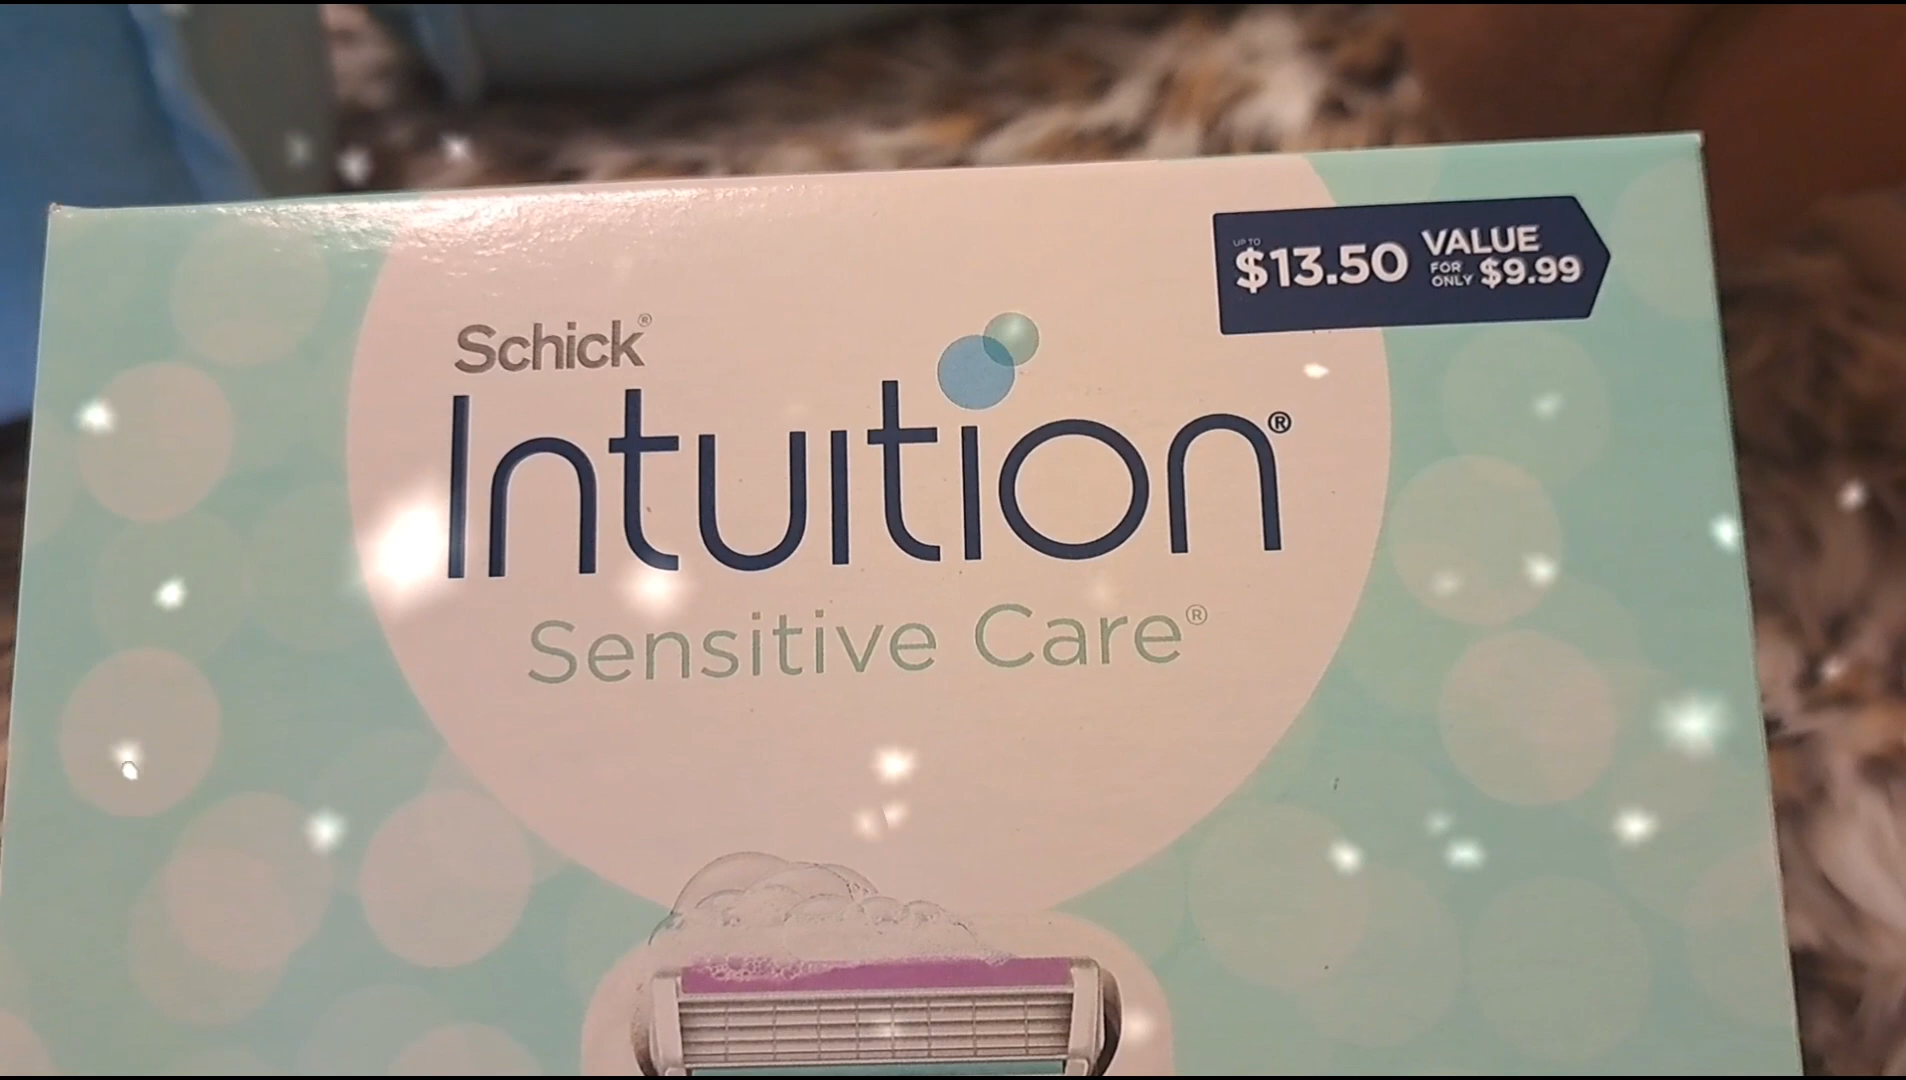 UP TO
$13.50 VALUE
FOR ONLY $9.99
Schick®
Intuition®
Sensitive Care®